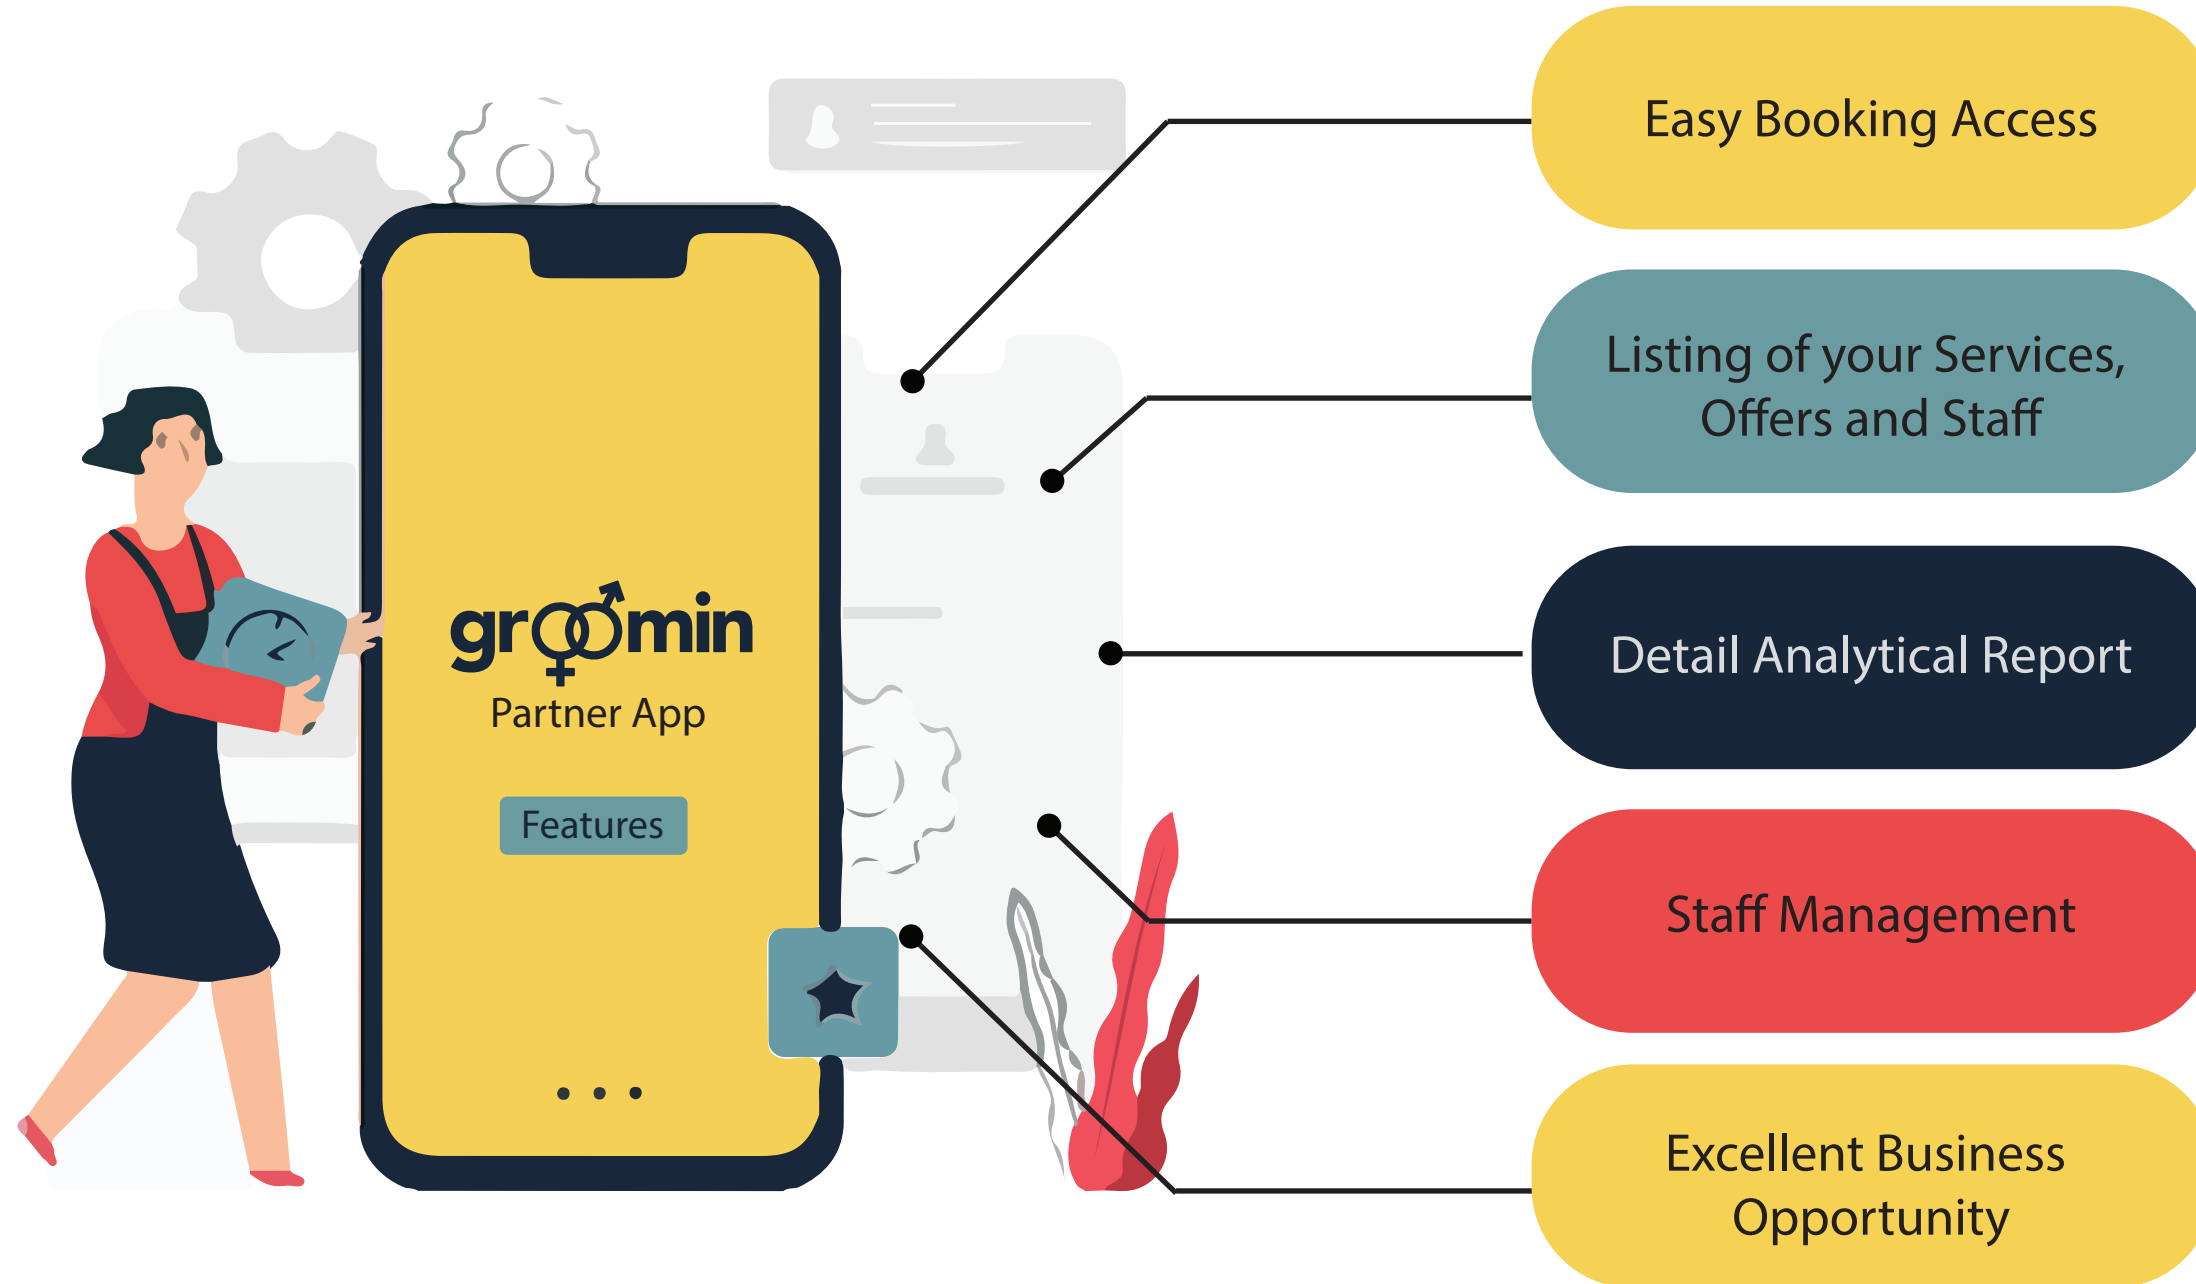 groomin
Partner App
Features
Easy Booking Access
Listing of your Services,
Offers and Staff
Detail Analytical Report
Staff Management
Excellent Business
Opportunity